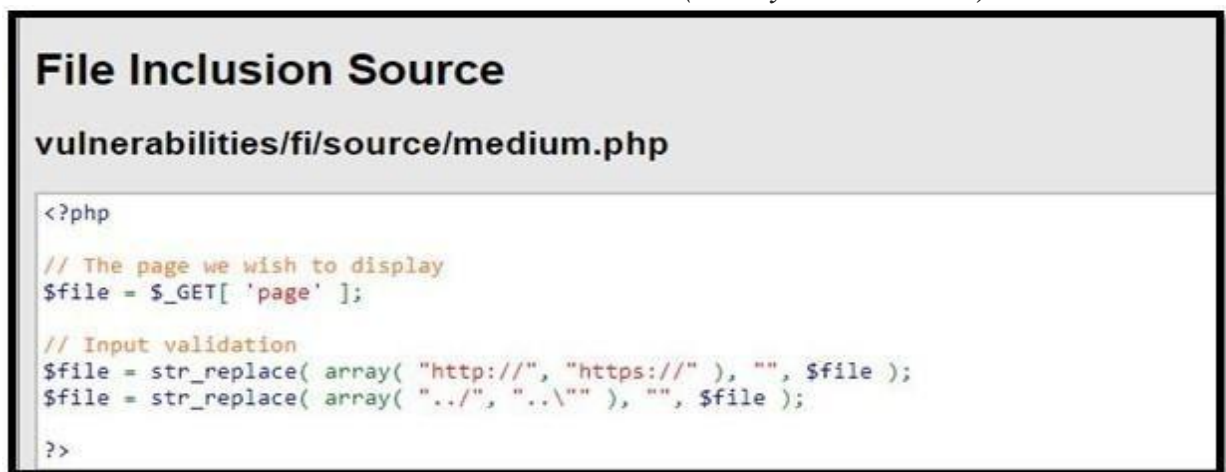 File Inclusion Source
vulnerabilities/fi/source/medium.php
<?php
// The page we wish to display
$file = $_GET[ 'page' ];
// Input validation
$file = str_replace( array( "http://", "https://" ), "", $file );
$file = str_replace( array( "../", "..\"" ), "", $file );
?>